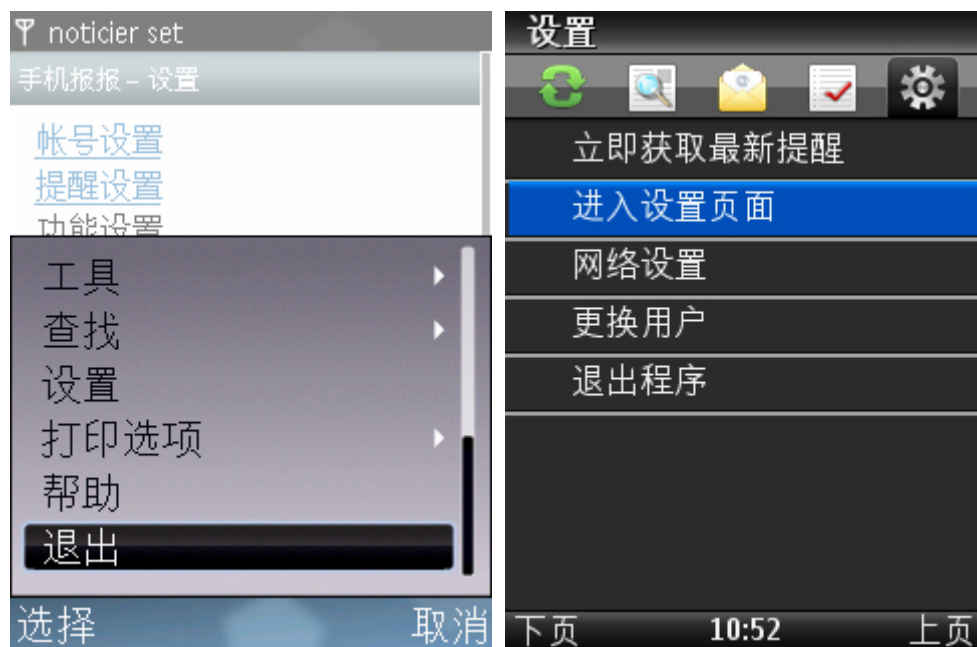 noticier set
手机报报 – 设置
帐号设置
提醒设置
功能设置
工具
查找
设置
打印选项
帮助
退出
选择 取消
设置
立即获取最新提醒
进入设置页面
网络设置
更换用户
退出程序
下页 10:52 上页